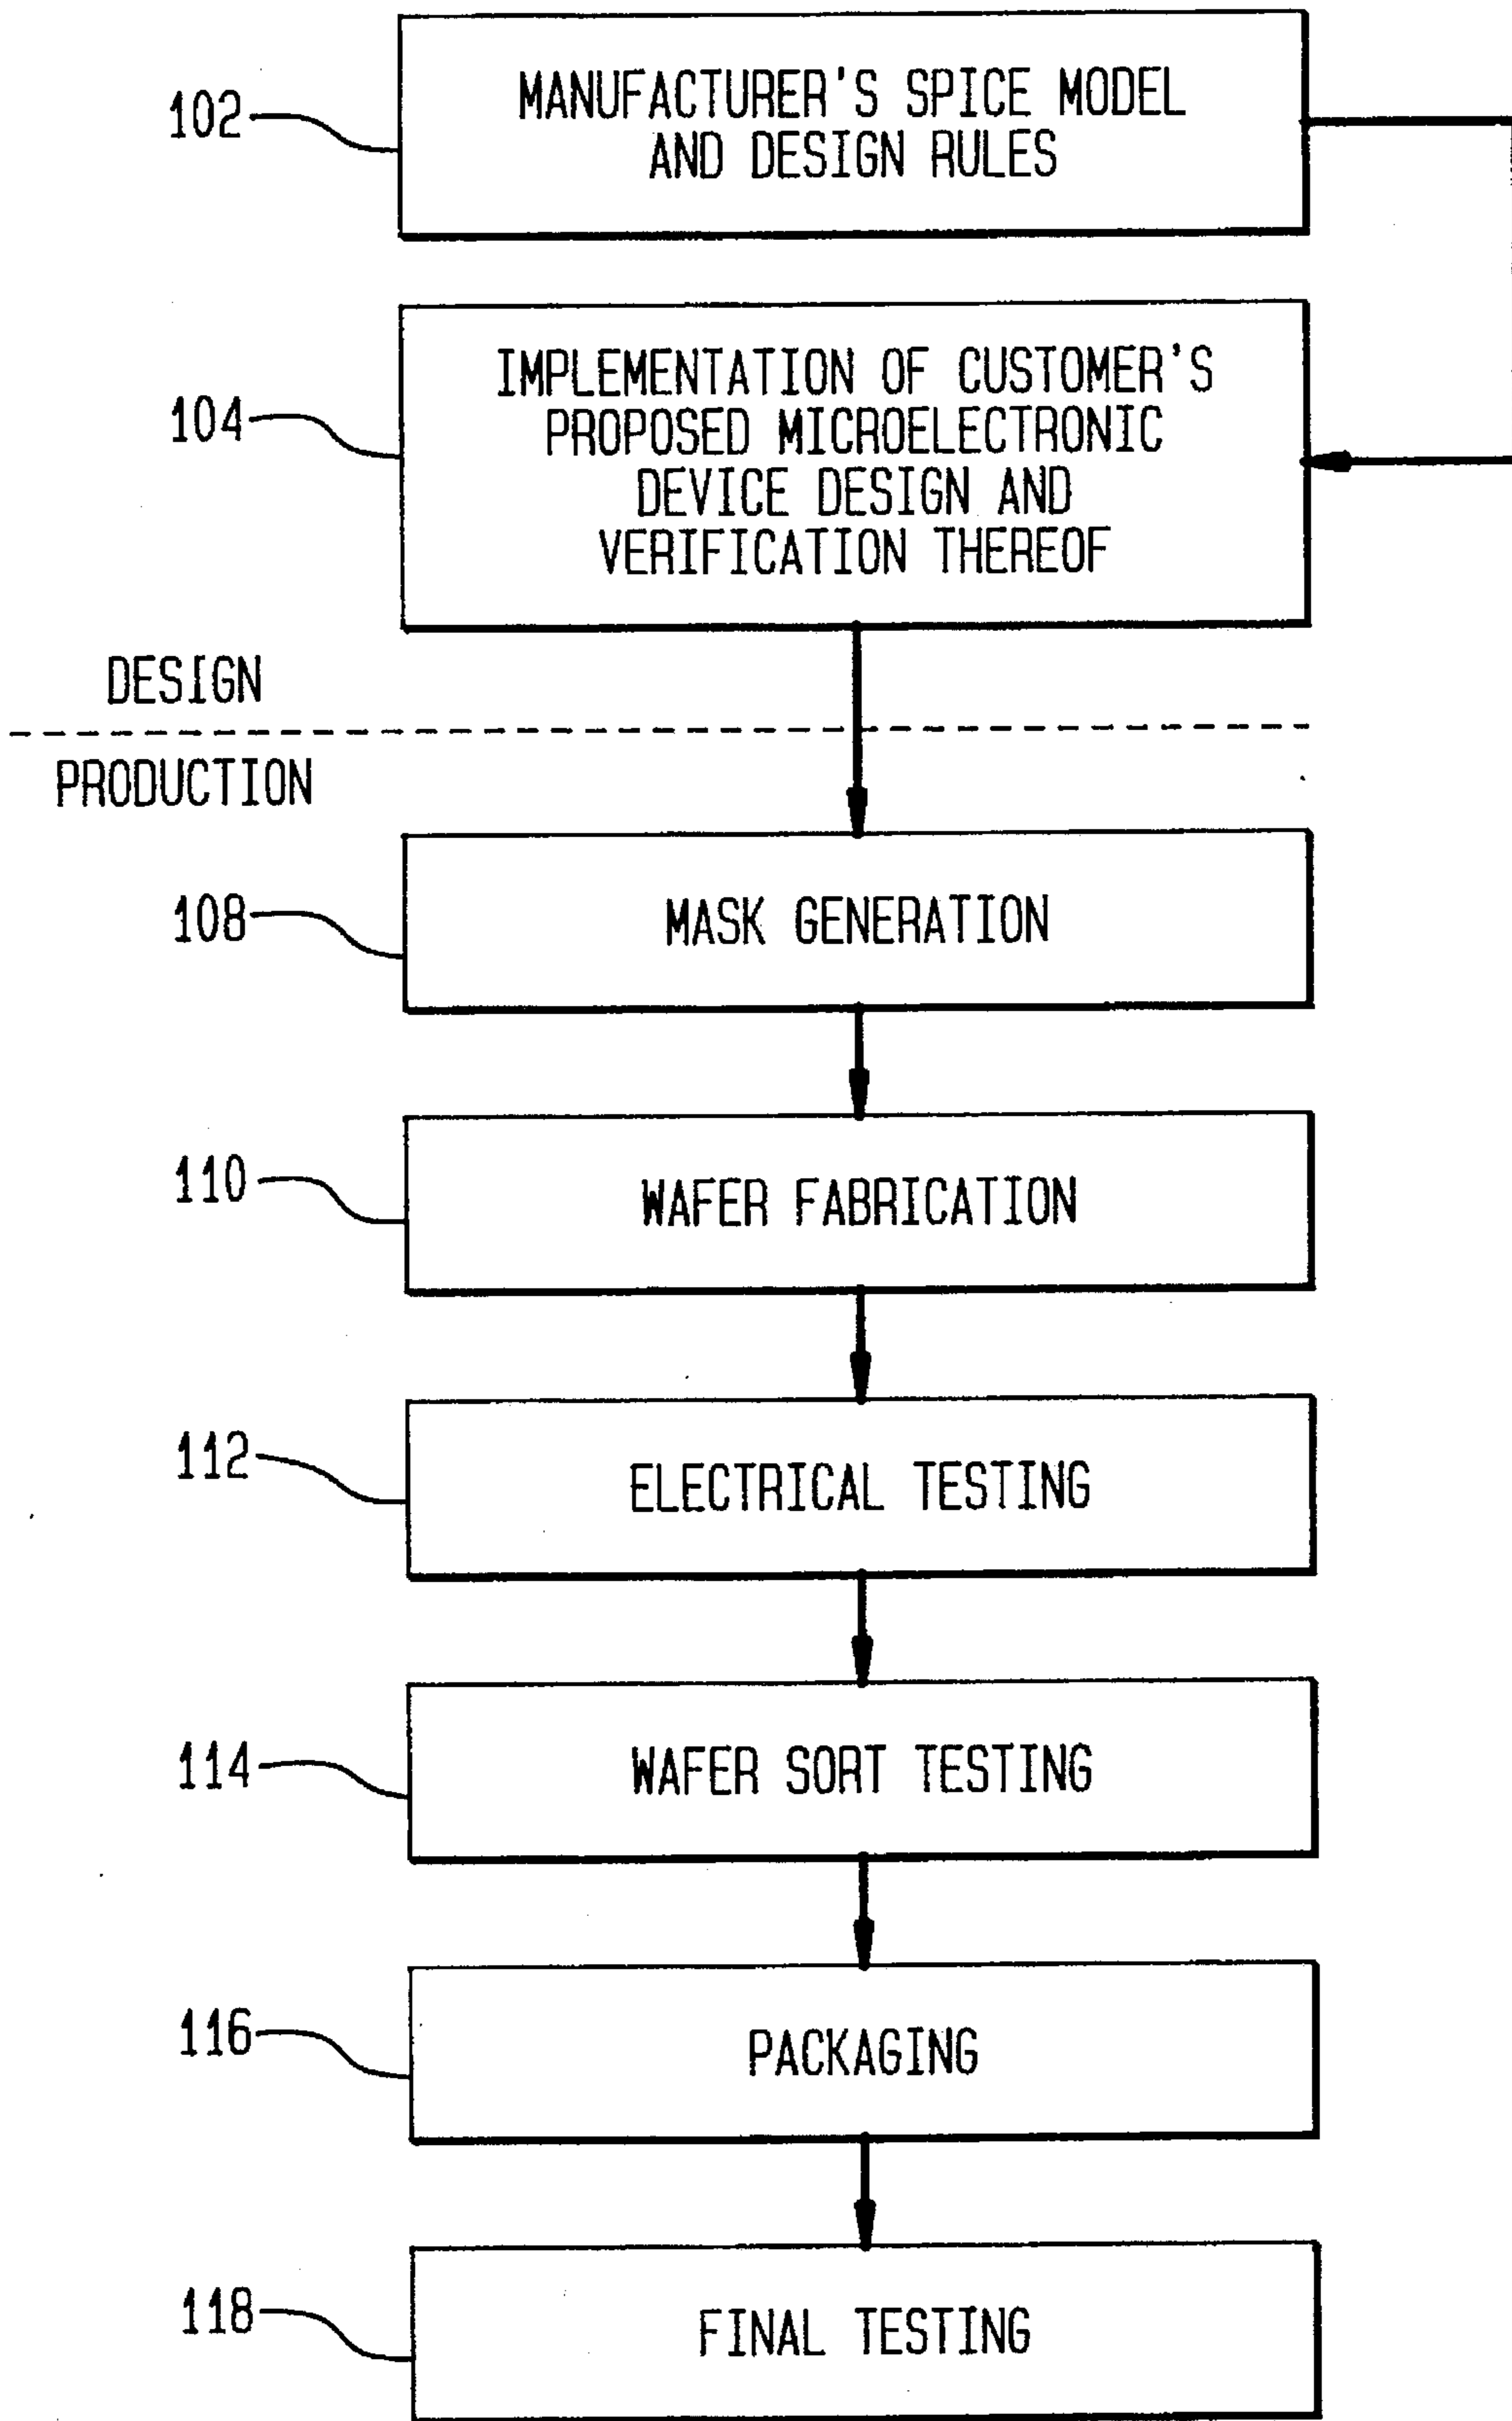 102
MANUFACTURER'S SPICE MODEL
AND DESIGN RULES
104
IMPLEMENTATION OF CUSTOMER'S
PROPOSED MICROELECTRONIC
DEVICE DESIGN AND
VERIFICATION THEREOF
DESIGN
PRODUCTION
108
MASK GENERATION
110
WAFER FABRICATION
112
ELECTRICAL TESTING
114
WAFER SORT TESTING
116
PACKAGING
118
FINAL TESTING